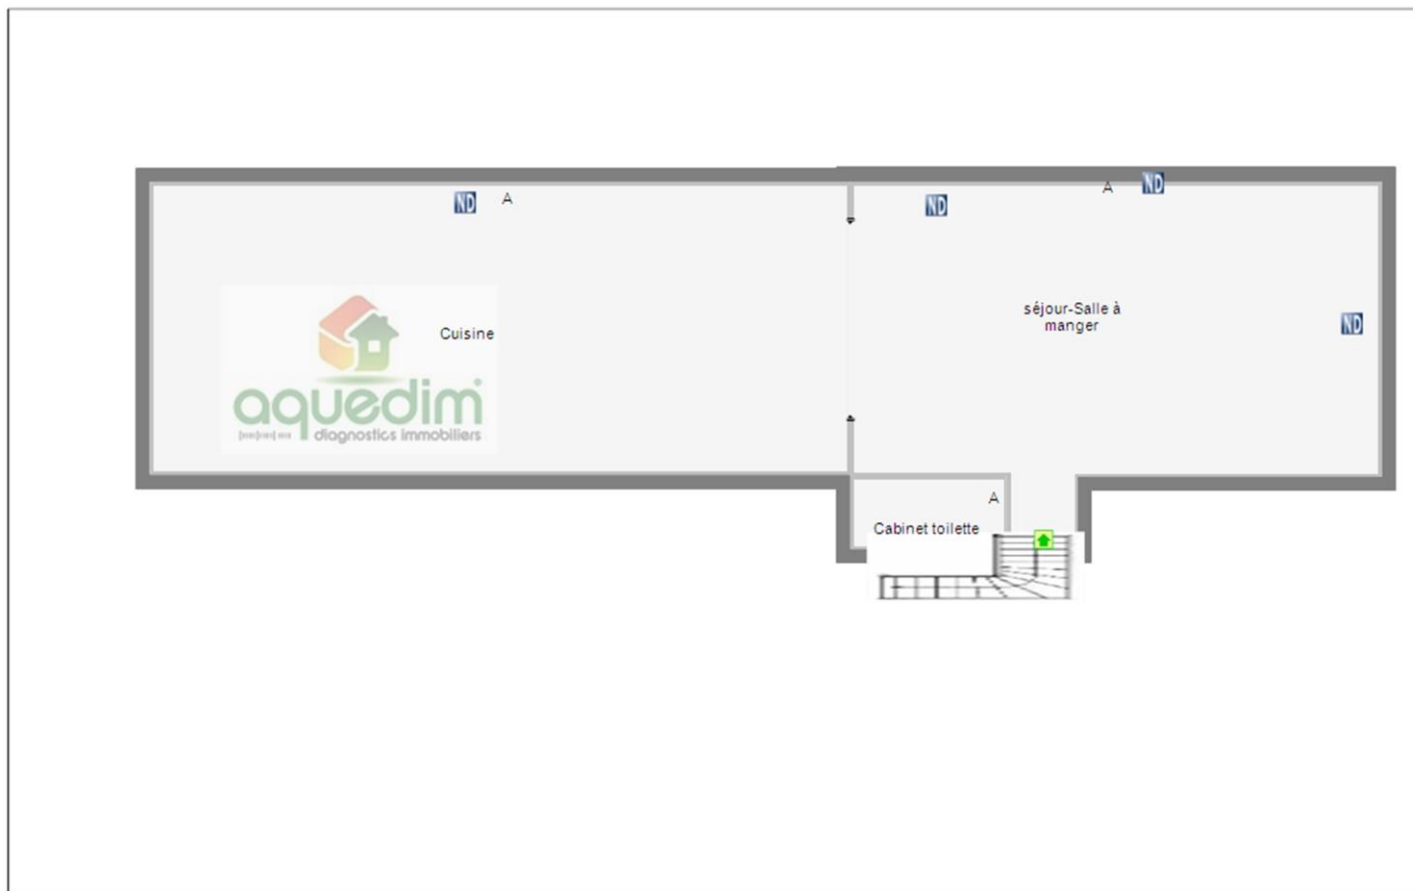 ND
A
ND
A
ND
séjour-Salle à
manger
ND
Cuisine
aquedim
diagnostics immobiliers
A
Cabinet toilette